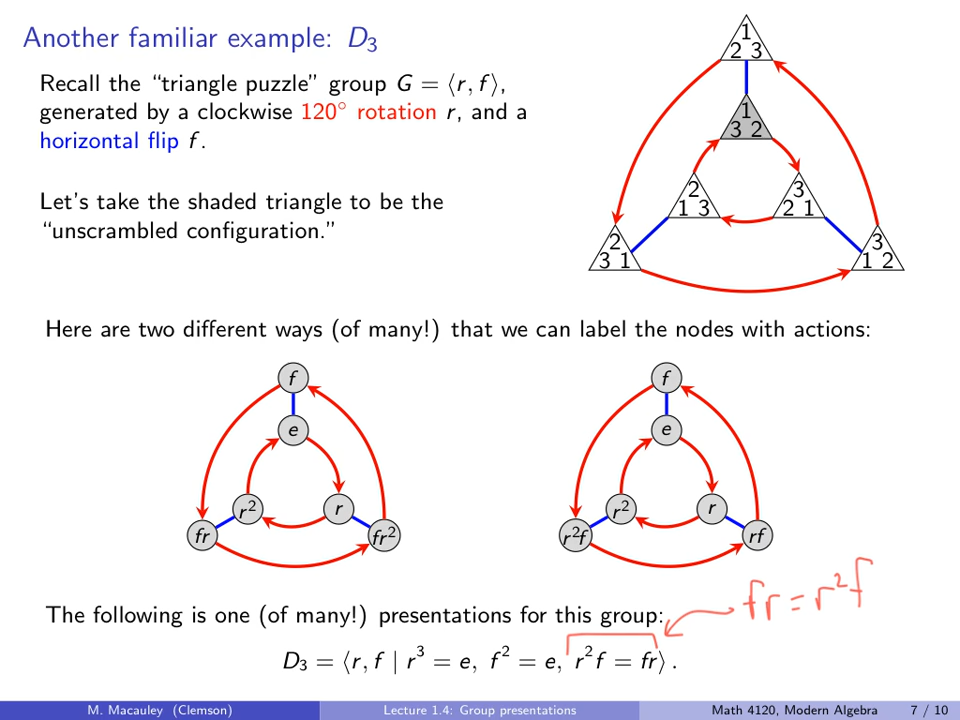 Another familiar example: D₃
Recall the “triangle puzzle” group G = ⟨r, f⟩,
generated by a clockwise 120° rotation r, and a
horizontal flip f.
Let's take the shaded triangle to be the
“unscrambled configuration.”
1
2 3
1
3 2
2
1 3
3
2 1
2
3 1
3
1 2
Here are two different ways (of many!) that we can label the nodes with actions:
f
e
r²
r
fr
fr²
f
e
r²
r
r²f
rf
The following is one (of many!) presentations for this group:
fr = r²f
D₃ = ⟨r, f | r³ = e, f² = e, r²f = fr⟩.
M. Macauley (Clemson)
Lecture 1.4: Group presentations
Math 4120, Modern Algebra
7 / 10